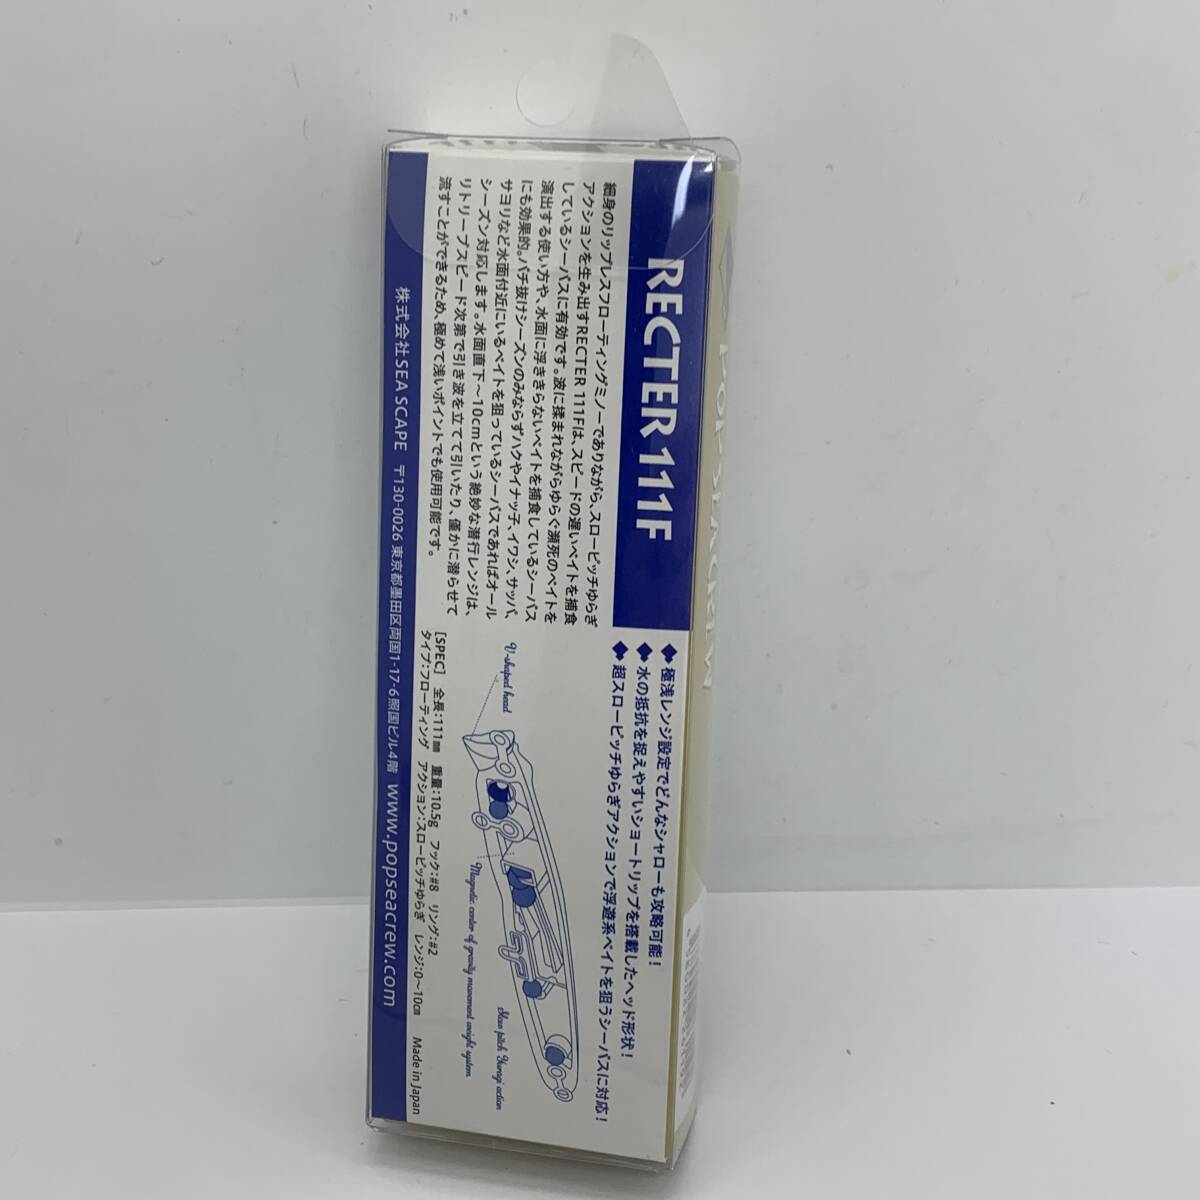 RECTER 111F
細身のリップレスフローティングミノーでありながら、スローピッチゆらぎ
アクションを生み出すRECTER 111Fは、スピードの遅いベイトを捕食
しているシーバスに有効です。波に揉まれながらゆらぐ瀕死のベイトを
演出する使い方や、水面に浮ききらないベイトを捕食しているシーバス
にも効果的。バチ抜けシーズンのみならずハクやイナッ子、イワシ、サッパ、
サヨリなど水面付近にいるベイトを狙っているシーバスであればオール
シーズン対応します。水面直下～10cmという絶妙な潜行レンジは、
リトリーブスピード次第で引き波を立てて引いたり、僅かに潜らせて
流すことができるため、極めて浅いポイントでも使用可能です。
◆極浅レンジ設定でどんなシャローも攻略可能！
◆水の抵抗を捉えやすいショートリップを搭載したヘッド形状！
◆超スローピッチゆらぎアクションで浮遊系ベイトを狙うシーバスに対応！
V-shaped head
Magnetic center of gravity movement weight system
Slow pitch Yuragi action
[SPEC] 全長：111㎜ 重量：10.5g フック：#8 リング：#2
タイプ：フローティング アクション：スローピッチゆらぎ レンジ：0～10㎝ Made in Japan
株式会社SEA SCAPE 〒130-0026 東京都墨田区両国1-17-6照国ビル4階 www.popseacrew.com
POPSEACREW